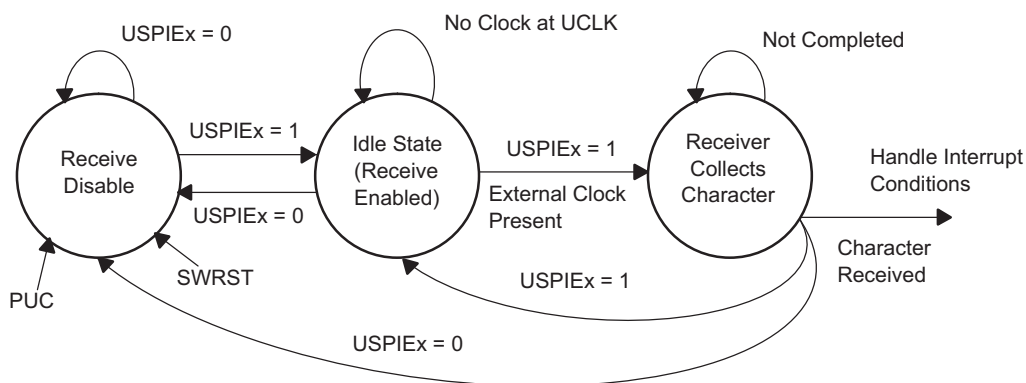 USPIEx = 0
No Clock at UCLK
Not Completed
Receive
Disable
USPIEx = 1
USPIEx = 0
Idle State
(Receive
Enabled)
USPIEx = 1
External Clock
Present
Receiver
Collects
Character
Handle Interrupt
Conditions
Character
Received
PUC
SWRST
USPIEx = 1
USPIEx = 0